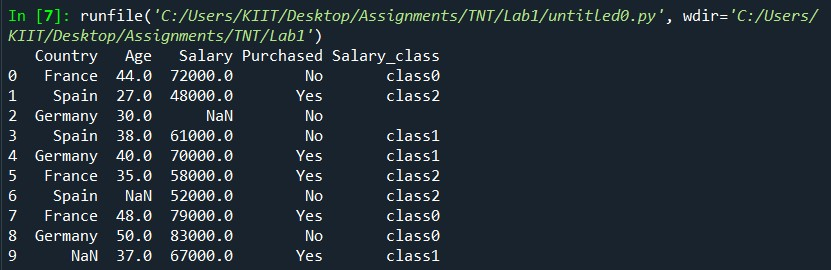 In [7]: runfile('C:/Users/KIIT/Desktop/Assignments/TNT/Lab1/untitled0.py', wdir='C:/Users/
KIIT/Desktop/Assignments/TNT/Lab1')
   Country   Age   Salary Purchased Salary_class
0   France  44.0  72000.0        No       class0
1    Spain  27.0  48000.0       Yes       class2
2  Germany  30.0      NaN        No
3    Spain  38.0  61000.0        No       class1
4  Germany  40.0  70000.0       Yes       class1
5   France  35.0  58000.0       Yes       class2
6    Spain   NaN  52000.0        No       class2
7   France  48.0  79000.0       Yes       class0
8  Germany  50.0  83000.0        No       class0
9      NaN  37.0  67000.0       Yes       class1